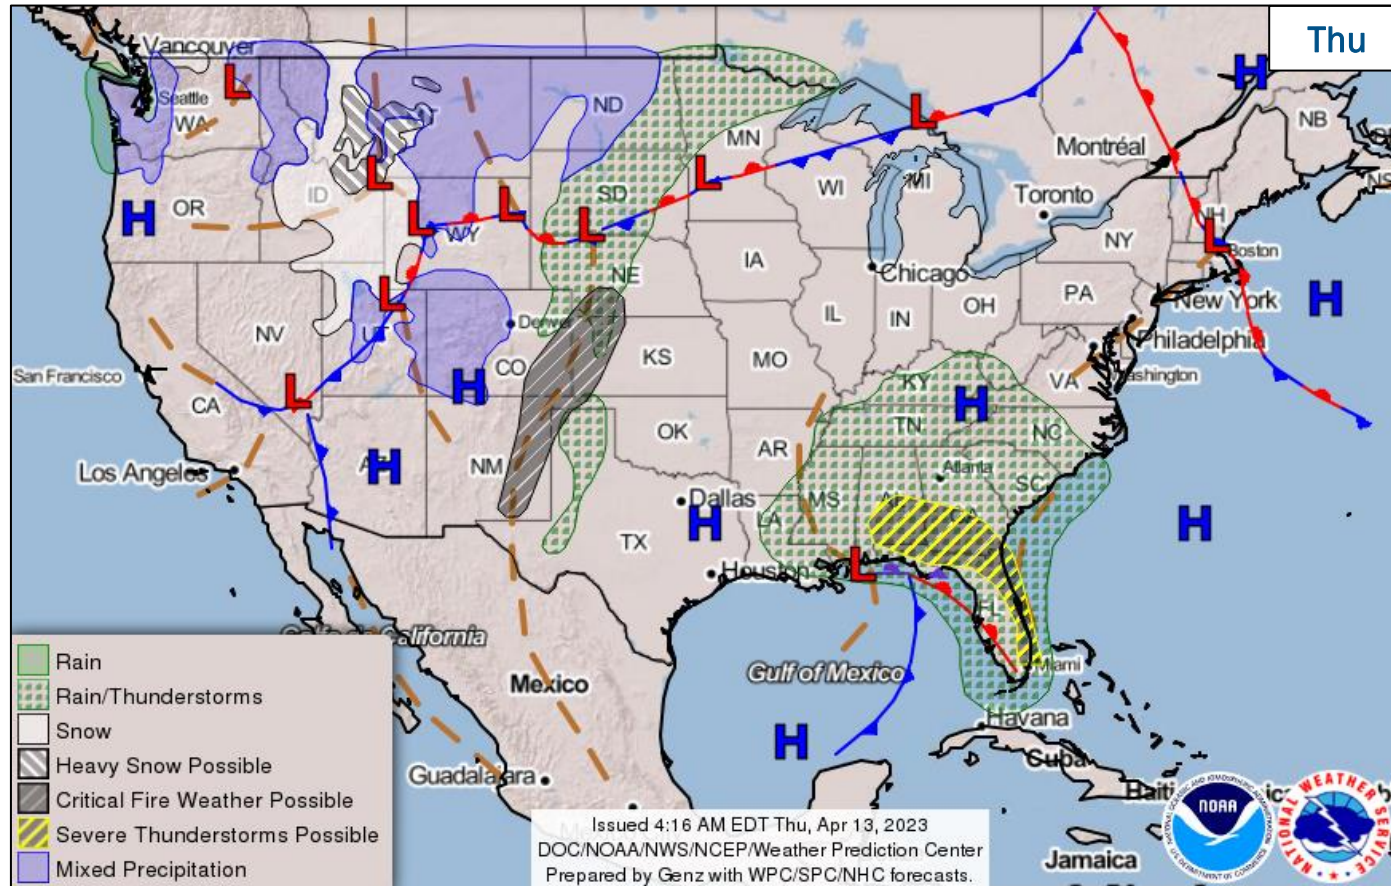 Thu
Vancouver
Seattle
WA
ND
MN
Montréal
NB
OR
ID
SD
WI
MI
Toronto
WY
NH
Boston
NY
NE
IA
Chicago
PA
New York
NV
UT
Denver
IL
IN
OH
Philadelphia
San Francisco
CO
KS
MO
VA
Washington
CA
KY
TN
NC
Los Angeles
AZ
NM
OK
AR
Atlanta
Dallas
MS
SC
LA
TX
Houston
FL
Miami
California
Gulf of Mexico
Mexico
Havana
Cuba
Guadalajara
Jamaica
H
L
Rain
Rain/Thunderstorms
Snow
Heavy Snow Possible
Critical Fire Weather Possible
Severe Thunderstorms Possible
Mixed Precipitation
Issued 4:16 AM EDT Thu, Apr 13, 2023
DOC/NOAA/NWS/NCEP/Weather Prediction Center
Prepared by Genz with WPC/SPC/NHC forecasts.
NOAA
NATIONAL WEATHER SERVICE